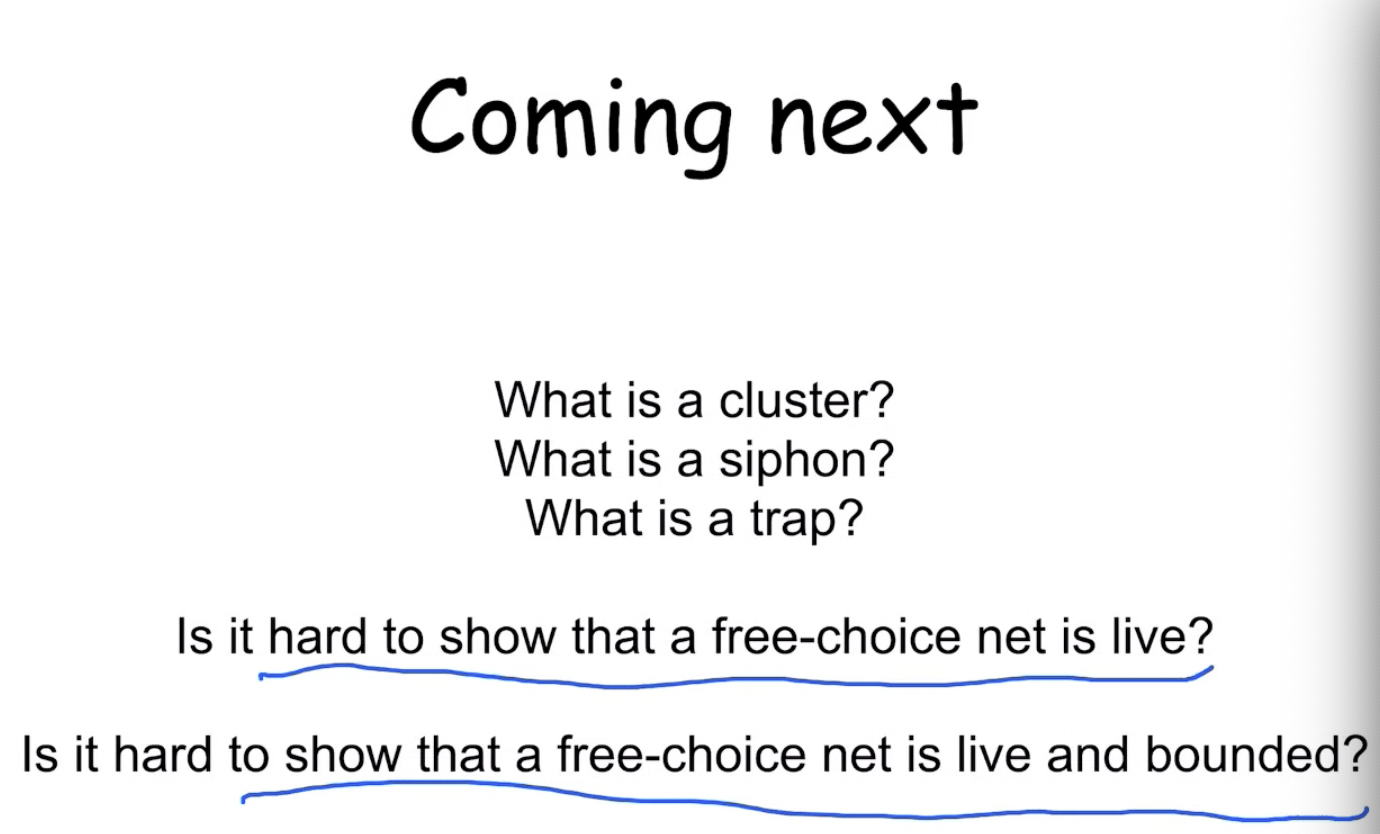 Coming next
What is a cluster?
What is a siphon?
What is a trap?
Is it hard to show that a free-choice net is live?
Is it hard to show that a free-choice net is live and bounded?